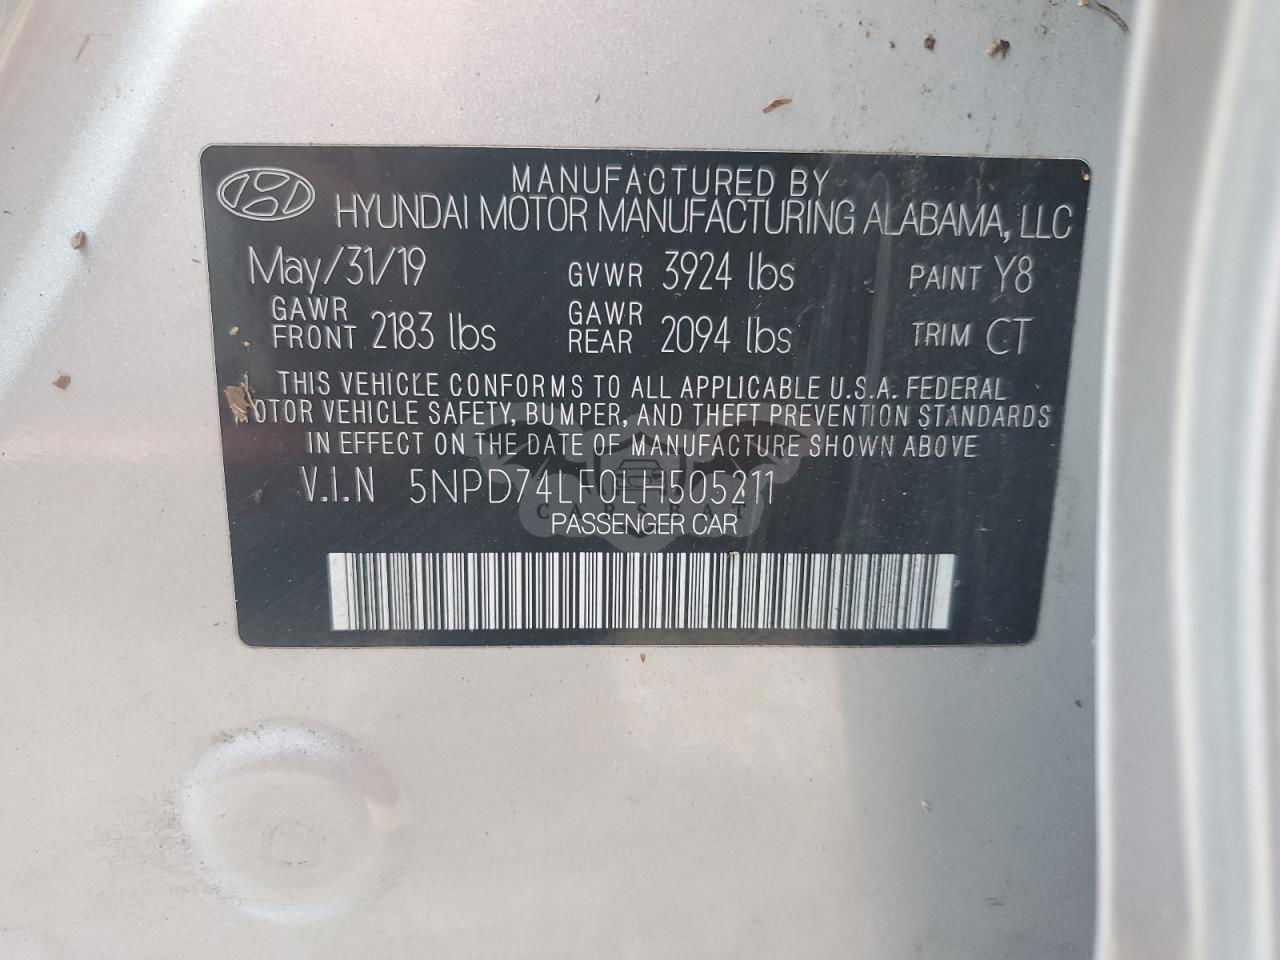 MANUFACTURED BY
HYUNDAI MOTOR MANUFACTURING ALABAMA, LLC
May/31/19 GVWR 3924 lbs PAINT Y8
GAWR FRONT 2183 lbs GAWR REAR 2094 lbs TRIM CT
THIS VEHICLE CONFORMS TO ALL APPLICABLE U.S.A. FEDERAL
MOTOR VEHICLE SAFETY, BUMPER, AND THEFT PREVENTION STANDARDS
IN EFFECT ON THE DATE OF MANUFACTURE SHOWN ABOVE
V.I.N 5NPD74LF0LH505211
CARSBAT
PASSENGER CAR